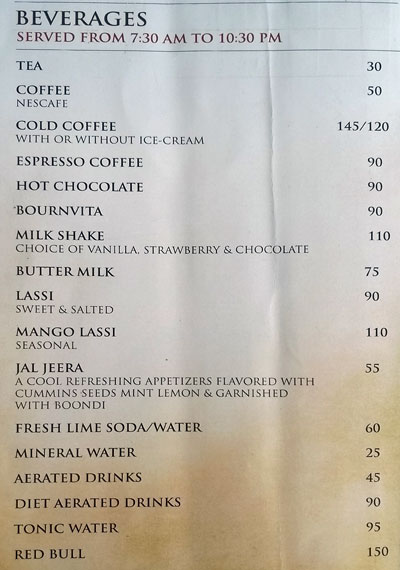 BEVERAGES
SERVED FROM 7:30 AM TO 10:30 PM
TEA 30
COFFEE 50
NESCAFE
COLD COFFEE 145/120
WITH OR WITHOUT ICE-CREAM
ESPRESSO COFFEE 90
HOT CHOCOLATE 90
BOURNVITA 90
MILK SHAKE 110
CHOICE OF VANILLA, STRAWBERRY & CHOCOLATE
BUTTER MILK 75
LASSI 90
SWEET & SALTED
MANGO LASSI 110
SEASONAL
JAL JEERA 55
A COOL REFRESHING APPETIZERS FLAVORED WITH
CUMMINS SEEDS MINT LEMON & GARNISHED
WITH BOONDI
FRESH LIME SODA/WATER 60
MINERAL WATER 25
AERATED DRINKS 45
DIET AERATED DRINKS 90
TONIC WATER 95
RED BULL 150